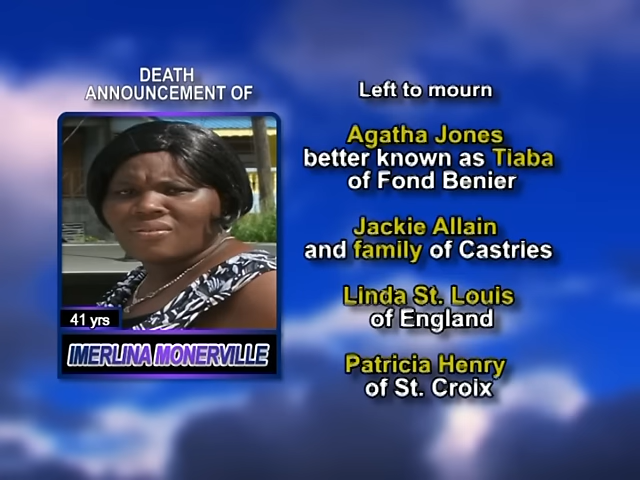 DEATH
ANNOUNCEMENT OF
41 yrs
IMERLINA MONERVILLE
Left to mourn
Agatha Jones
better known as Tiaba
of Fond Benier
Jackie Allain
and family of Castries
Linda St. Louis
of England
Patricia Henry
of St. Croix